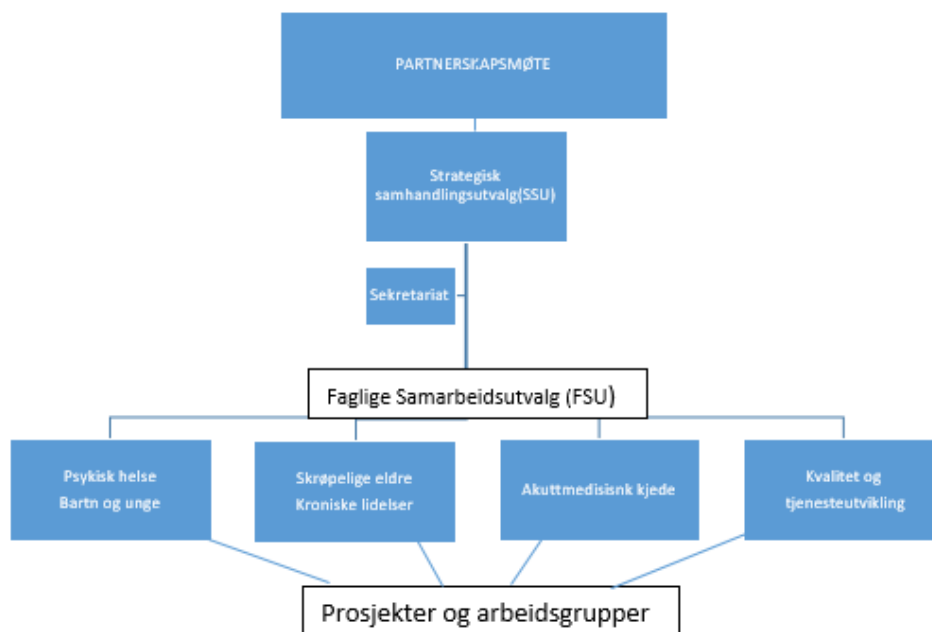 PARTNERSKAPSMØTE
Strategisk
samhandlingsutvalg(SSU)
Sekretariat
Faglige Samarbeidsutvalg (FSU)
Psykisk helse
Bartn og unge
Skrøpelige eldre
Kroniske lidelser
Akuttmedisisnk kjede
Kvalitet og
tjenesteutvikling
Prosjekter og arbeidsgrupper